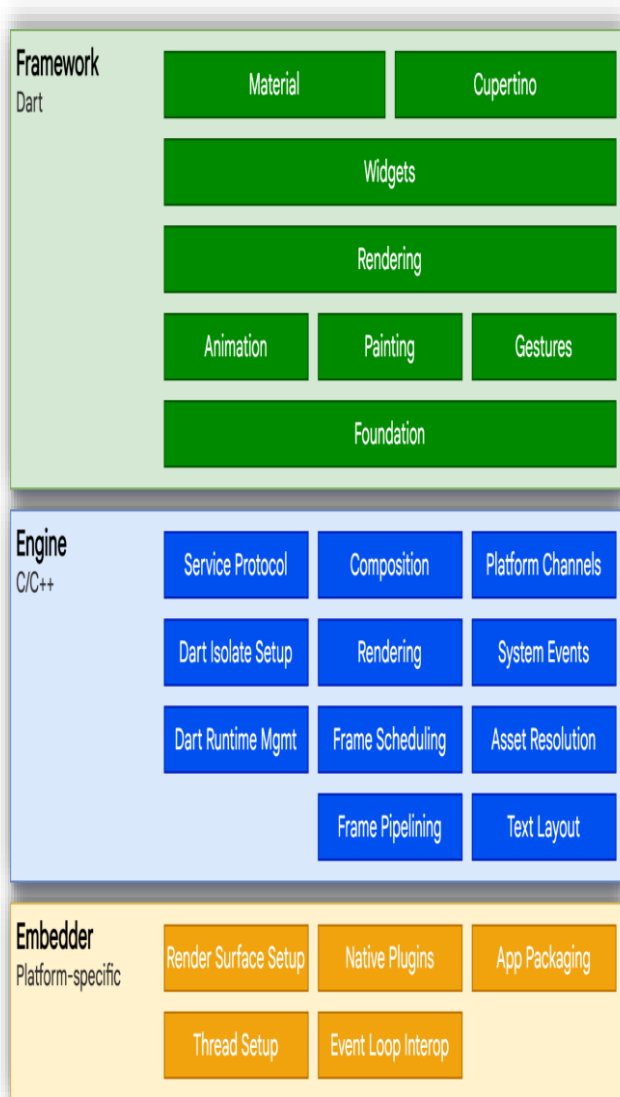 Framework
Dart
Material
Cupertino
Widgets
Rendering
Animation
Painting
Gestures
Foundation
Engine
C/C++
Service Protocol
Composition
Platform Channels
Dart Isolate Setup
Rendering
System Events
Dart Runtime Mgmt
Frame Scheduling
Asset Resolution
Frame Pipelining
Text Layout
Embedder
Platform-specific
Render Surface Setup
Native Plugins
App Packaging
Thread Setup
Event Loop Interop